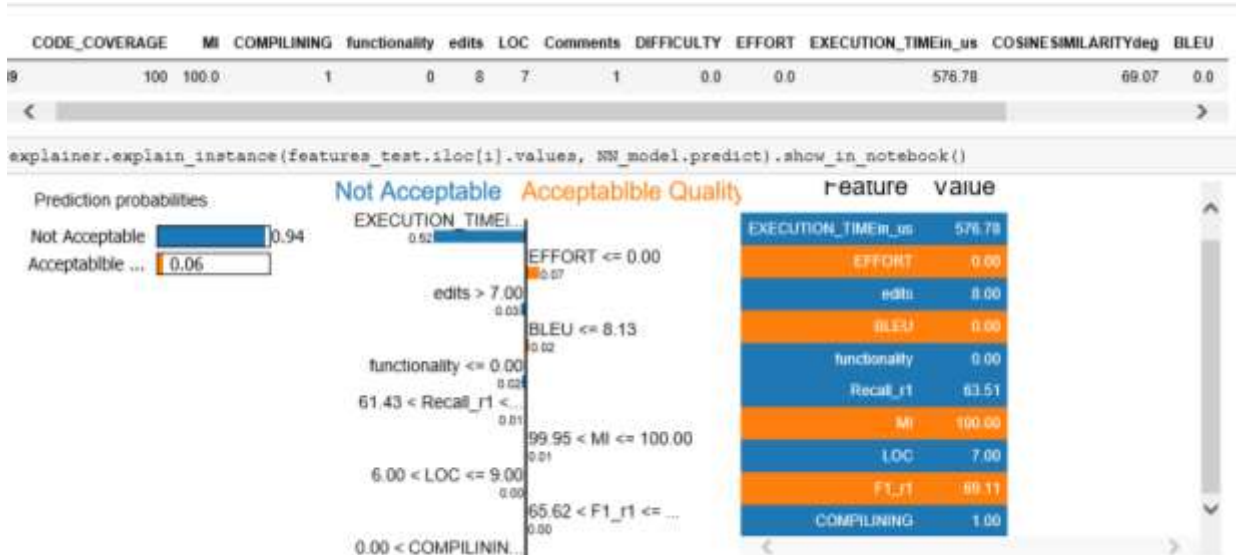 CODE_COVERAGE MI COMPILINING functionality edits LOC Comments DIFFICULTY EFFORT EXECUTION_TIMEin_us COSINESIMILARITYdeg BLEU
9 100 100.0 1 0 8 7 1 0.0 0.0 576.78 69.07 0.0
explainer.explain_instance(features_test.iloc[i].values, NN_model.predict).show_in_notebook()
Prediction probabilities
Not Acceptable 0.94
Acceptablble ... 0.06
Not Acceptable Acceptablble Quality
EXECUTION_TIMEi...
0.52
EFFORT <= 0.00
0.07
edits > 7.00
0.03
BLEU <= 8.13
0.02
functionality <= 0.00
0.02
61.43 < Recall_r1 <...
0.01
99.95 < MI <= 100.00
0.01
6.00 < LOC <= 9.00
0.00
65.62 < F1_r1 <= ...
0.00
0.00 < COMPILININ...
Feature Value
EXECUTION_TIMEin_us 576.78
EFFORT 0.00
edits 8.00
BLEU 0.00
functionality 0.00
Recall_r1 63.51
MI 100.00
LOC 7.00
F1_r1 69.11
COMPILINING 1.00